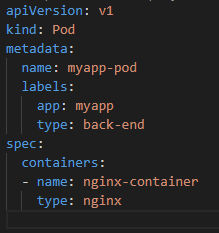 apiVersion: v1
kind: Pod
metadata:
  name: myapp-pod
  labels:
    app: myapp
    type: back-end
spec:
  containers:
  - name: nginx-container
    type: nginx